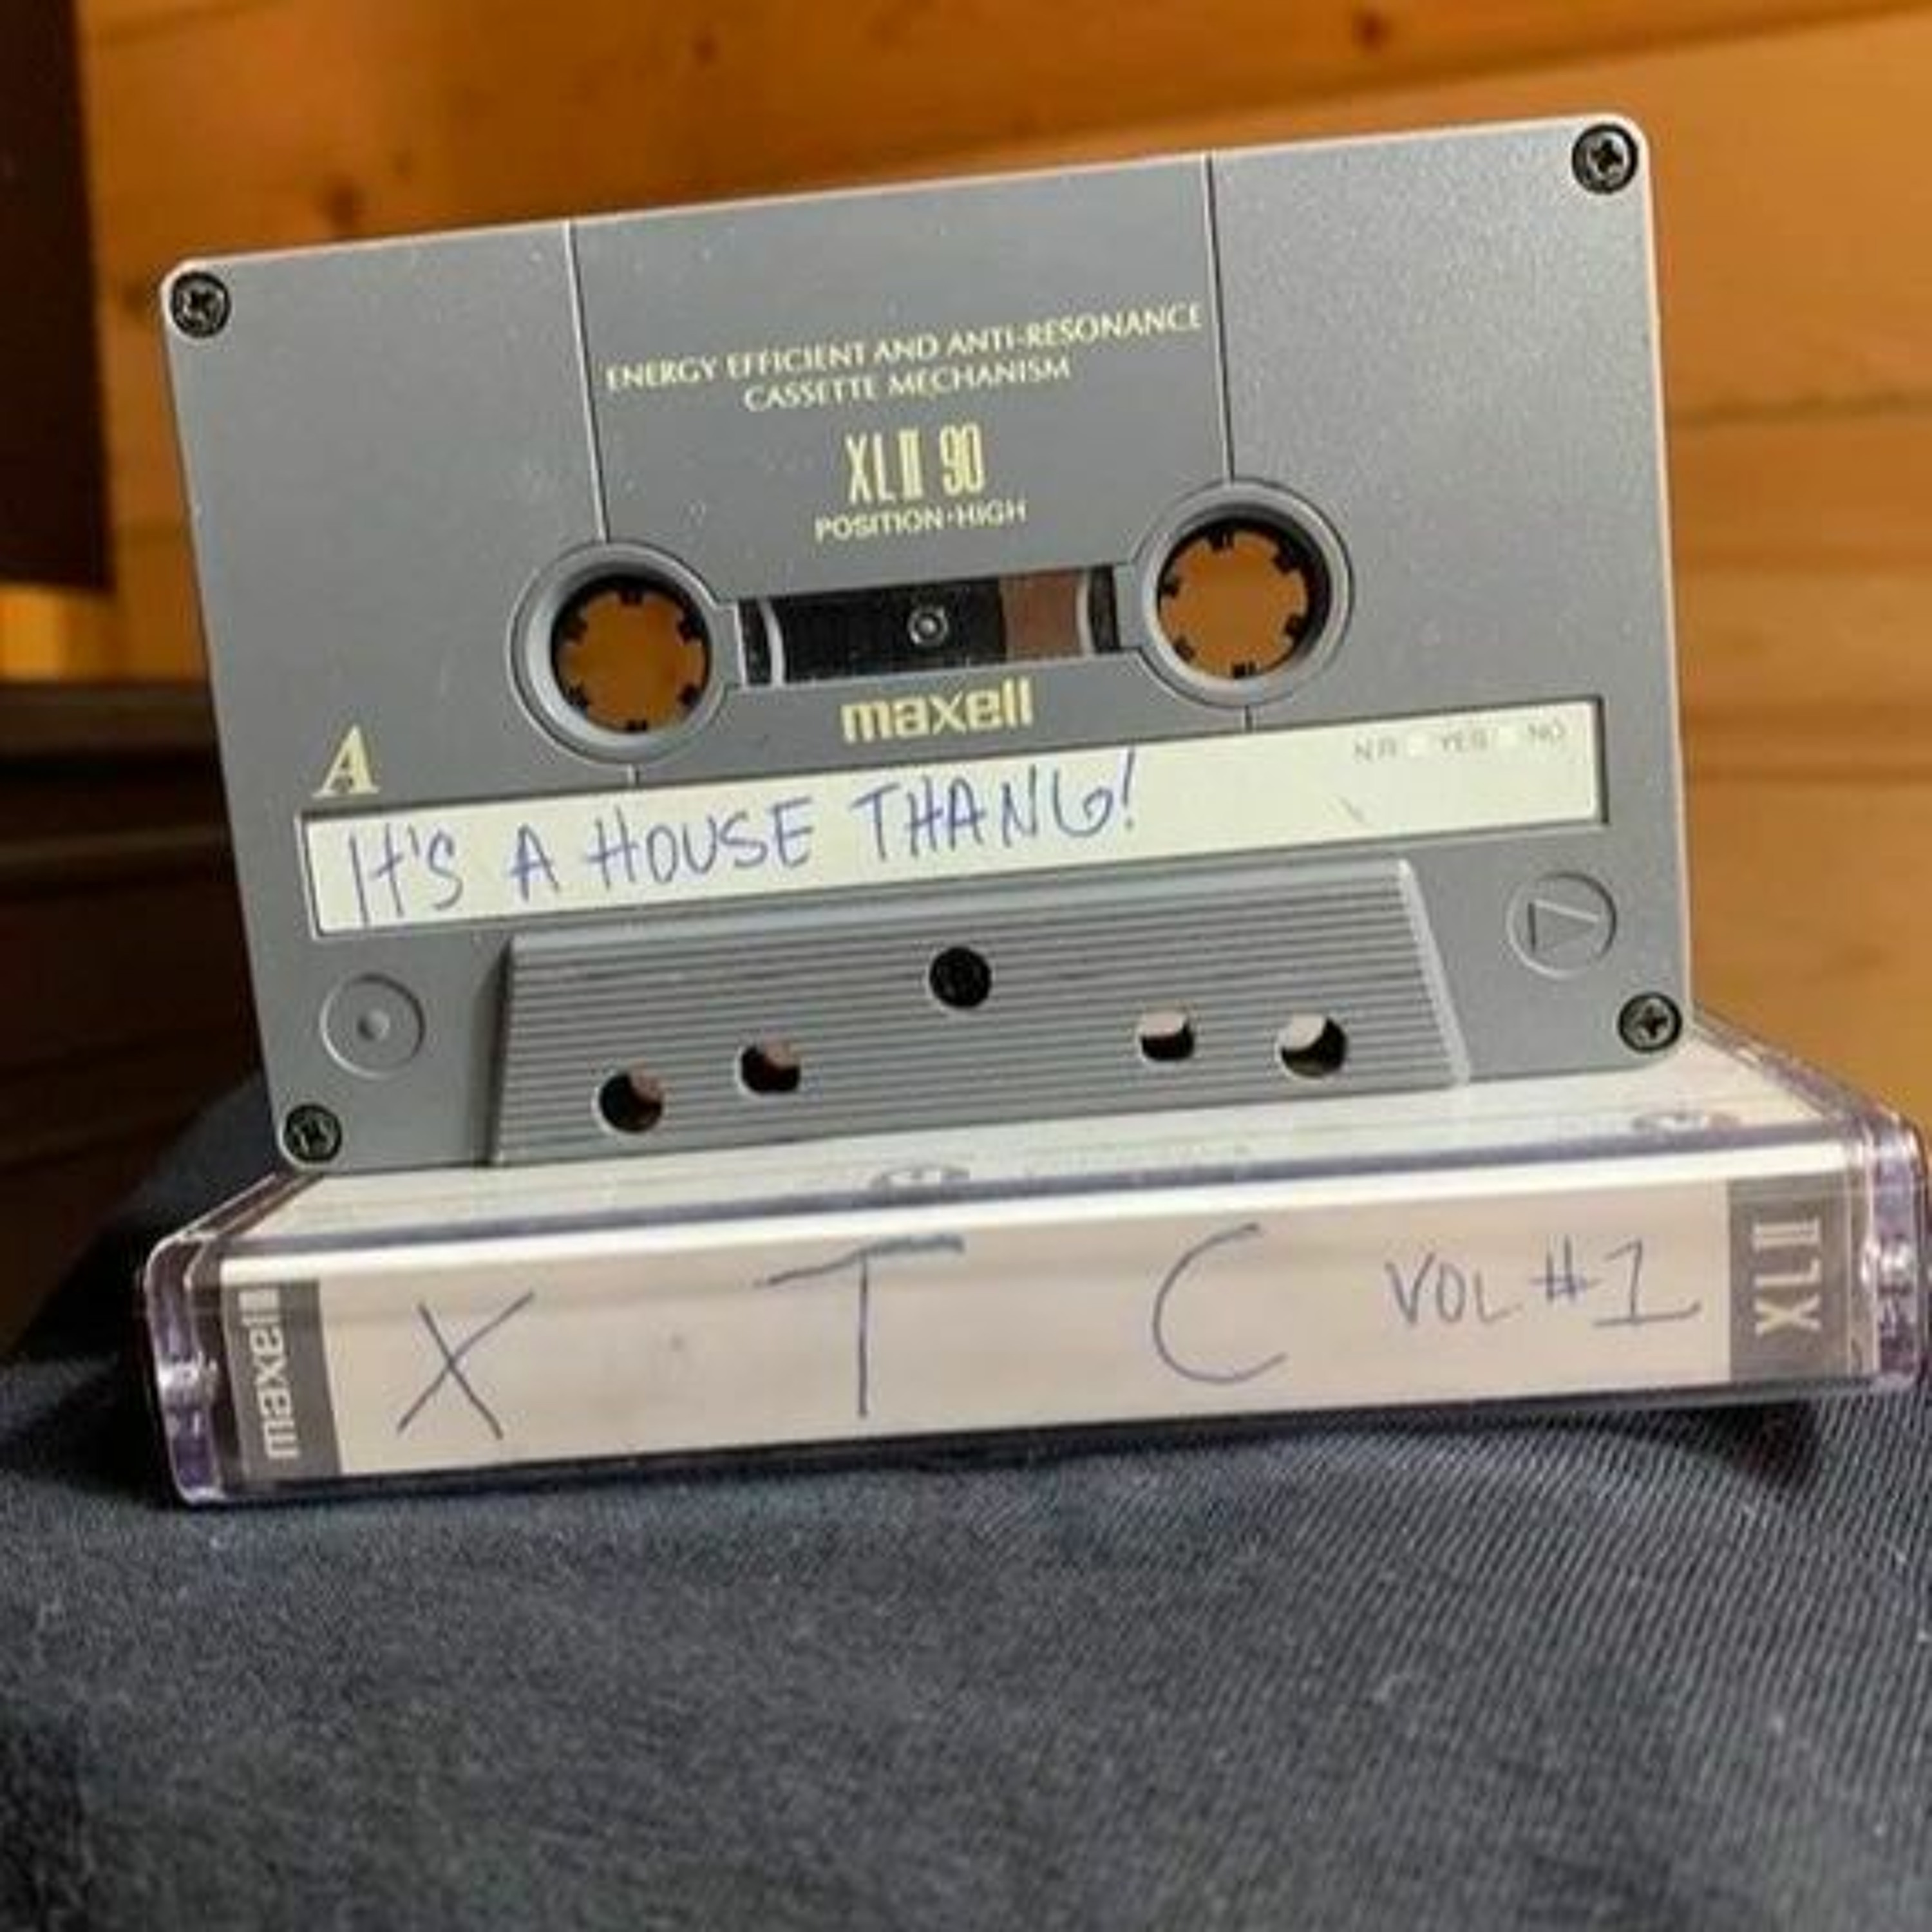 ENERGY EFFICIENT AND ANTI-RESONANCE
CASSETTE MECHANISM
XLII 90
POSITION·HIGH
maxell
A
N.R. YES NO
It'S A HOUSE THANG!
maxell
X T C VOL #1
XLII